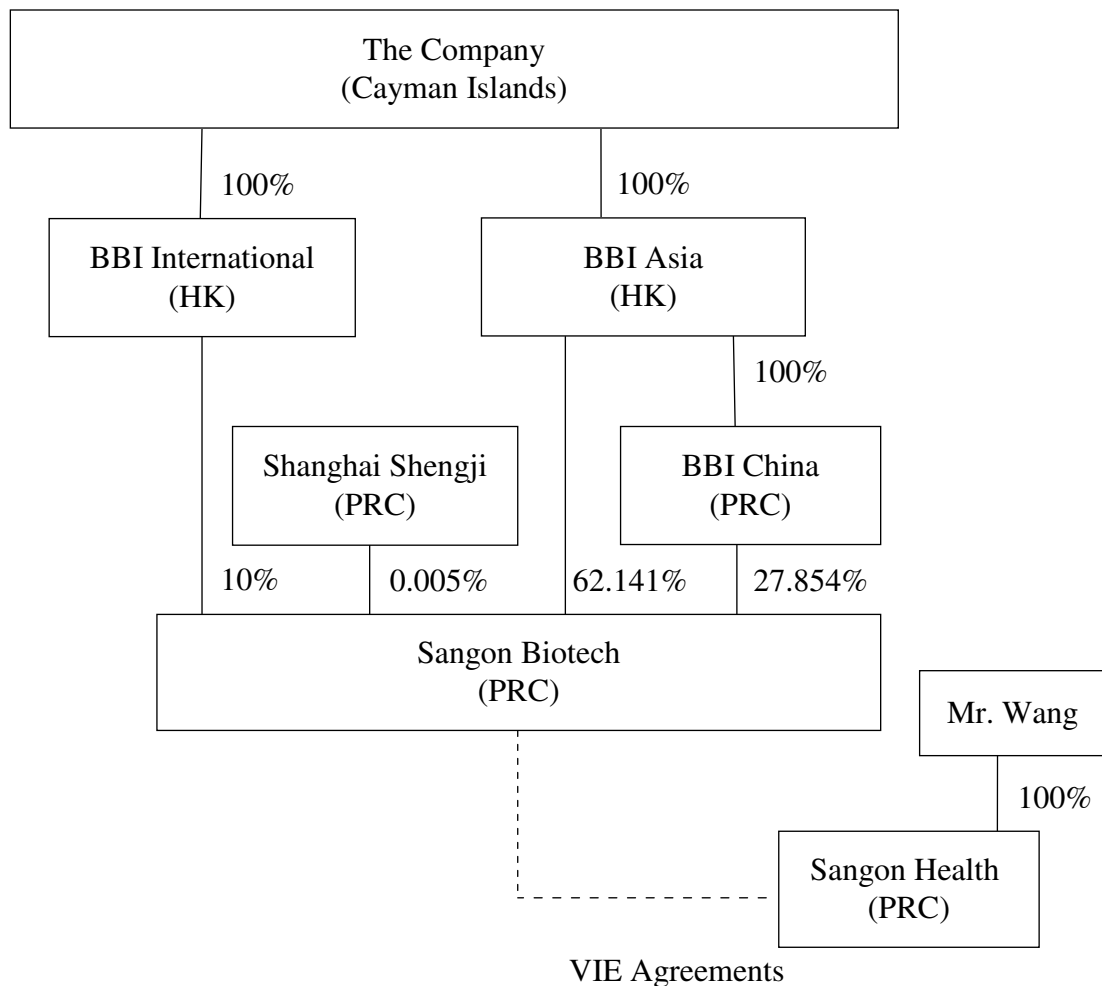 The Company
(Cayman Islands)
100%
100%
BBI International
(HK)
BBI Asia
(HK)
100%
Shanghai Shengji
(PRC)
BBI China
(PRC)
10%
0.005%
62.141%
27.854%
Sangon Biotech
(PRC)
Mr. Wang
100%
Sangon Health
(PRC)
VIE Agreements